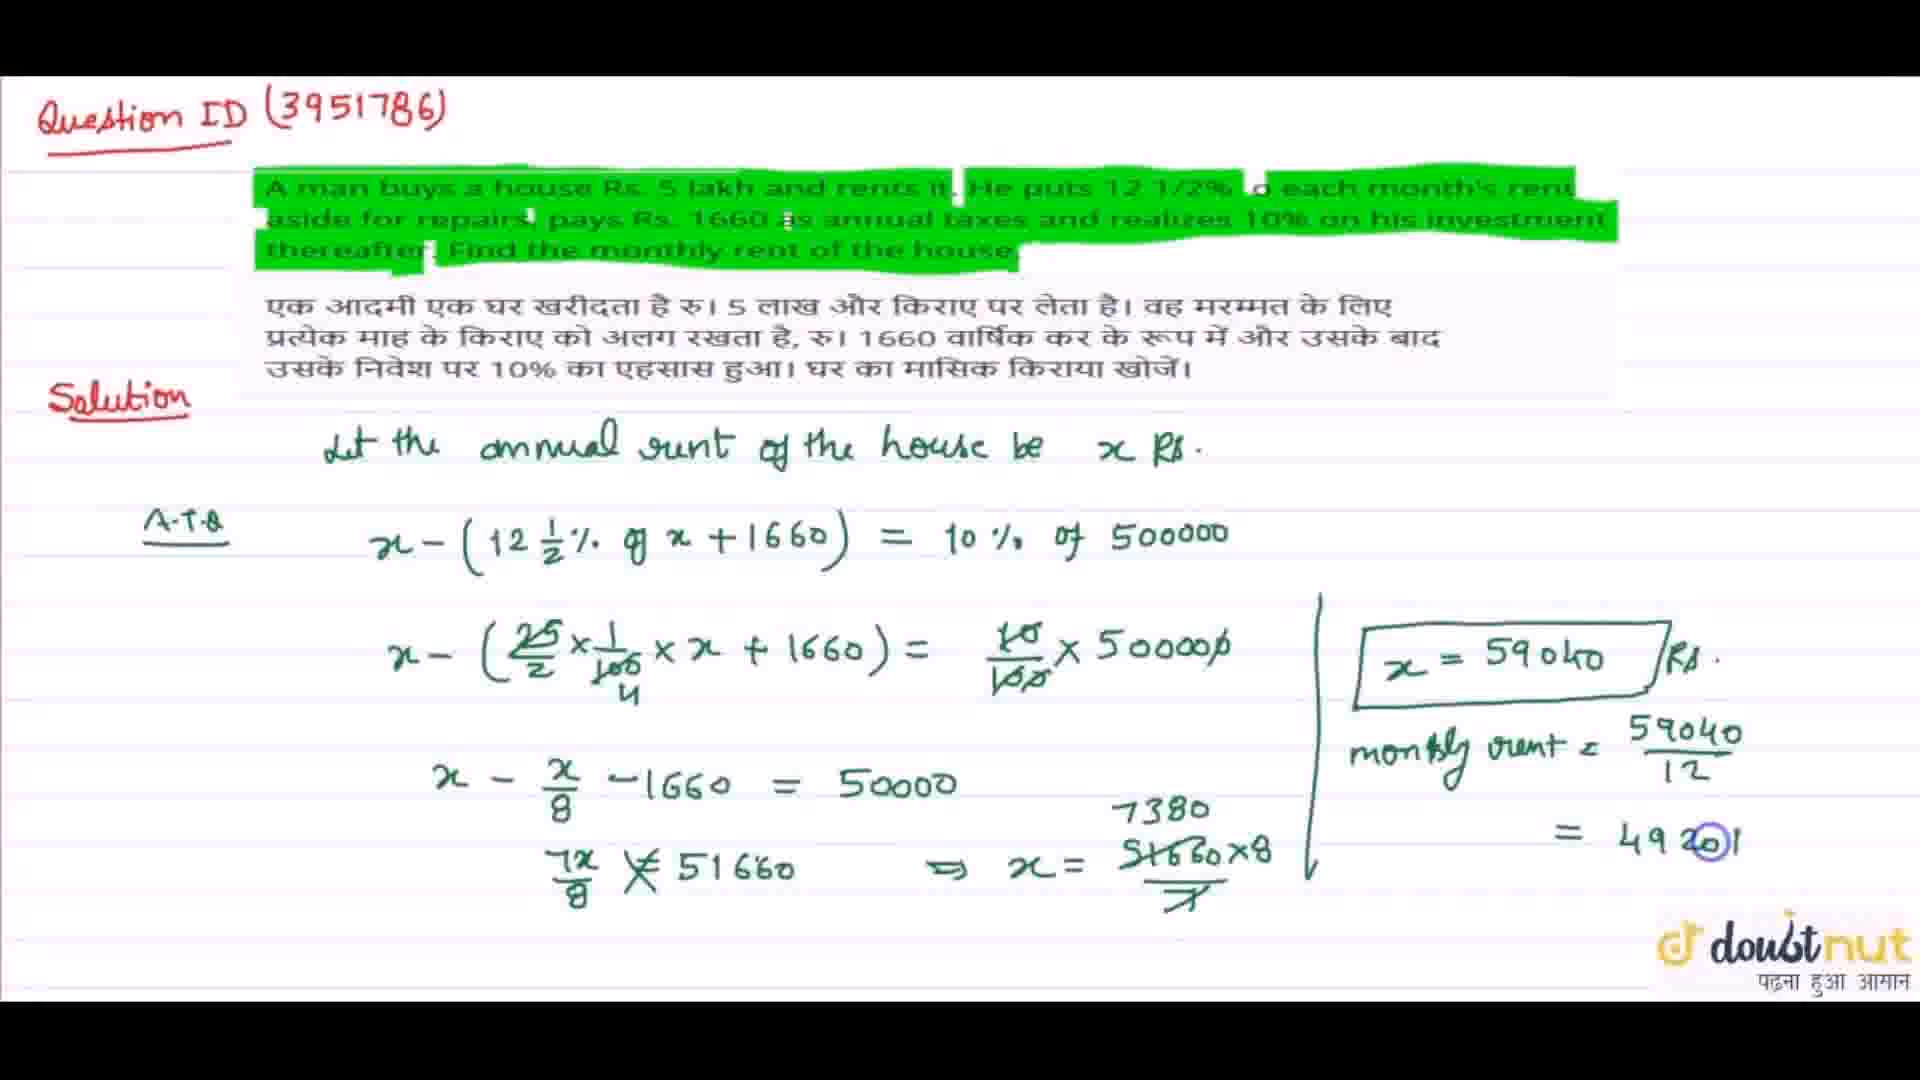 Question ID (3951786)
A man buys a house Rs. 5 lakh and rents it. He puts 12 1/2% o each month's rent
aside for repairs, pays Rs. 1660 as annual taxes and realizes 10% on his investment
thereafter. Find the monthly rent of the house.
एक आदमी एक घर खरीदता है रु। 5 लाख और किराए पर लेता है। वह मरम्मत के लिए
प्रत्येक माह के किराए को अलग रखता है, रु। 1660 वार्षिक कर के रूप में और उसके बाद
उसके निवेश पर 10% का एहसास हुआ। घर का मासिक किराया खोजें।
Solution
Let the annual rent of the house be x Rs.
A.T.Q x - (12 1/2 % of x + 1660) = 10 % of 500000
x - (25/2 × 1/100 × x + 1660) = 10/100 × 500000
4
x - x/8 - 1660 = 50000
7x/8 = 51660 ⇒ x = 51660×8/7
7380
x = 59040 Rs.
monthly rent = 59040/12
= 4920
doubtnut
पढ़ना हुआ आसान